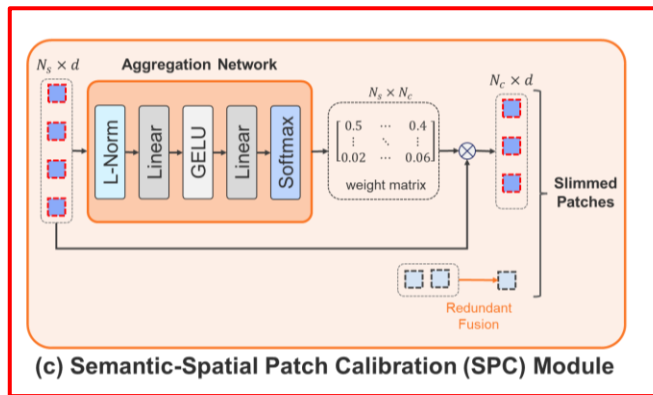 N_s × d
Aggregation Network
L-Norm
Linear
GELU
Linear
Softmax
N_s × N_c
0.5 ⋯ 0.4
⋮ ⋱ ⋮
0.02 ⋯ 0.06
weight matrix
⊗
N_c × d
Slimmed
Patches
Redundant
Fusion
(c) Semantic-Spatial Patch Calibration (SPC) Module